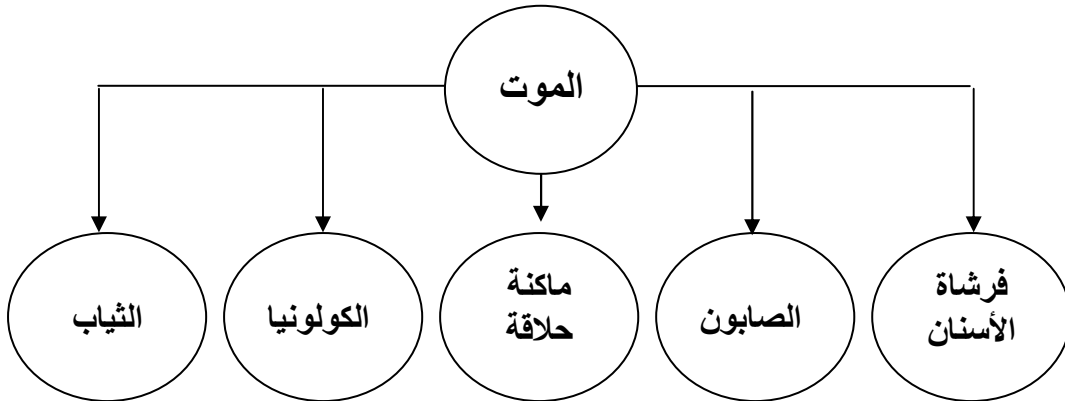 الموت
فرشاة
الأسنان
الصابون
ماكنة
حلاقة
الكولونيا
الثياب